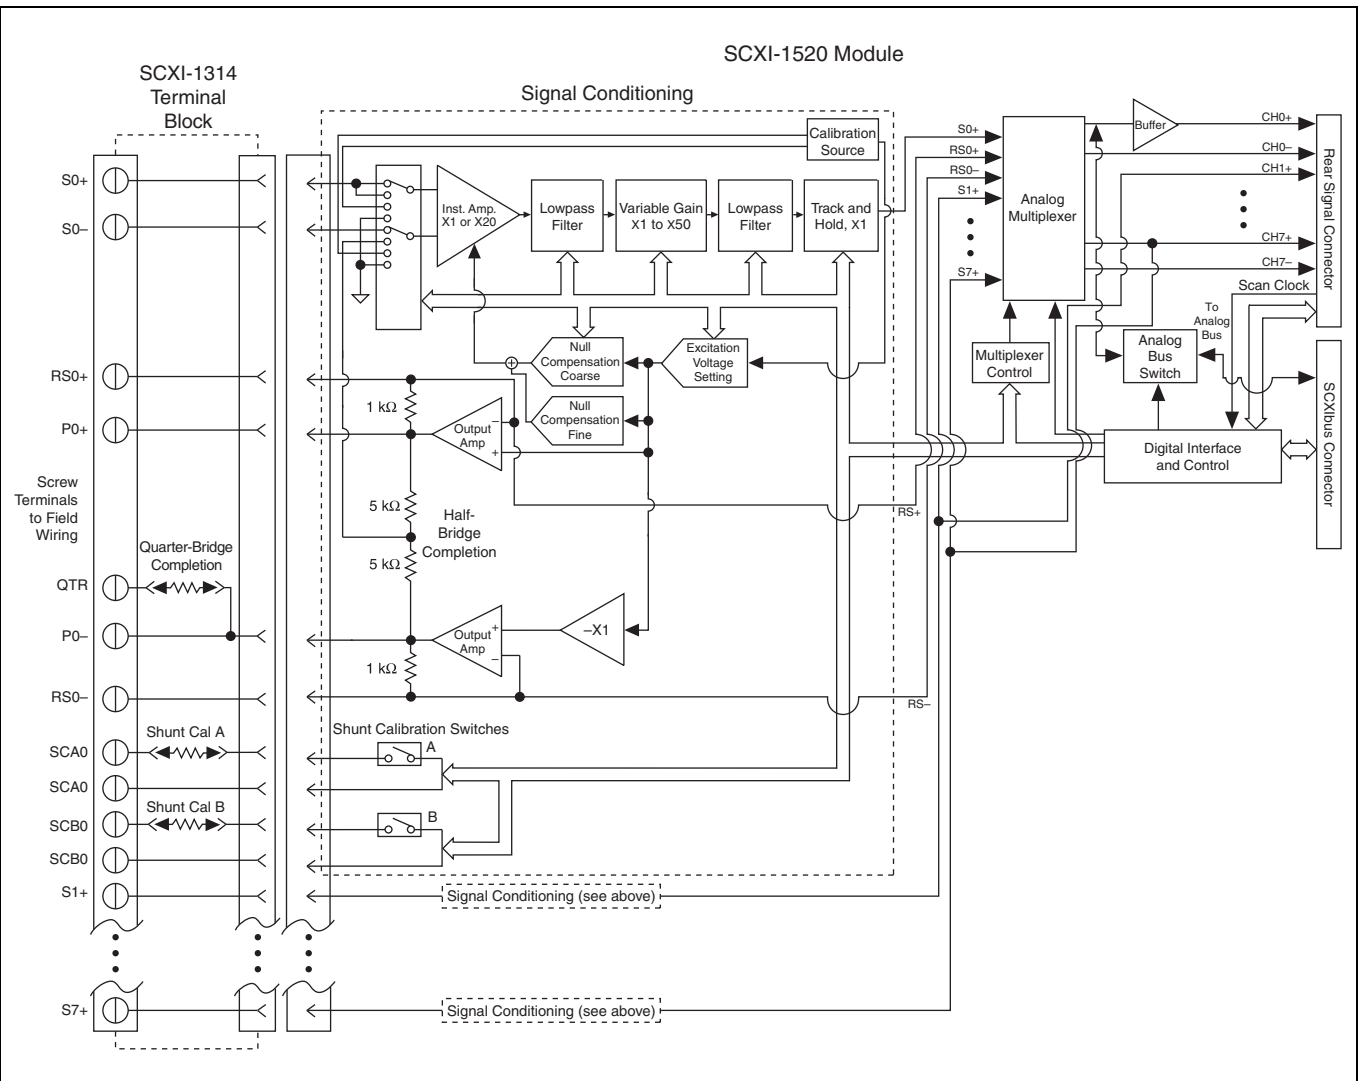 SCXI-1520 Module
SCXI-1314
Terminal
Block
Signal Conditioning
Calibration
Source
S0+
S0–
Inst. Amp.
X1 or X20
Lowpass
Filter
Variable Gain
X1 to X50
Lowpass
Filter
Track and
Hold, X1
S0+
RS0+
RS0–
S1+
S7+
Analog
Multiplexer
Buffer
CH0+
CH0–
CH1+
CH7+
CH7–
Scan Clock
Rear Signal Connector
To
Analog
Bus
Multiplexer
Control
Analog
Bus
Switch
SCXIbus Connector
Digital Interface
and Control
Null
Compensation
Coarse
Excitation
Voltage
Setting
Null
Compensation
Fine
RS0+
P0+
1 kΩ
Output
Amp
–
+
Screw
Terminals
to Field
Wiring
5 kΩ
Half-
Bridge
Completion
5 kΩ
RS+
Quarter-Bridge
Completion
QTR
P0–
Output
Amp
+
–
–X1
1 kΩ
RS0–
RS–
Shunt Calibration Switches
Shunt Cal A
SCA0
A
SCA0
Shunt Cal B
SCB0
B
SCB0
S1+
Signal Conditioning (see above)
S7+
Signal Conditioning (see above)